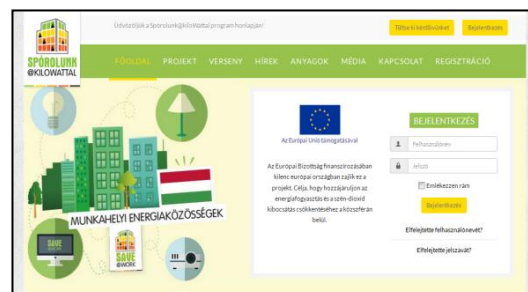 Üdvözöljük a Sporolunk@kiloWattal program honlapján!
Töltse ki kérdőívünket
Bejelentkezés
SPÓROLUNK
@KILOWATTAL
FŐOLDAL PROJEKT VERSENY HÍREK ANYAGOK MÉDIA KAPCSOLAT REGISZTRÁCIÓ
MUNKAHELYI ENERGIAKÖZÖSSÉGEK
SAVE
@WORK
SAVE
@WORK
Az Európai Unió támogatásával
Az Európai Bizottság finanszírozásában
kilenc európai országban zajlik ez a
projekt. Célja, hogy hozzájáruljon az
energiafogyasztás és a szén-dioxid
kibocsátás csökkentéséhez a közszférán
belül.
BEJELENTKEZÉS
Felhasználónév
Jelszó
Emlékezzen rám
Bejelentkezés
Elfelejtette felhasználónevét?
Elfelejtette jelszavát?